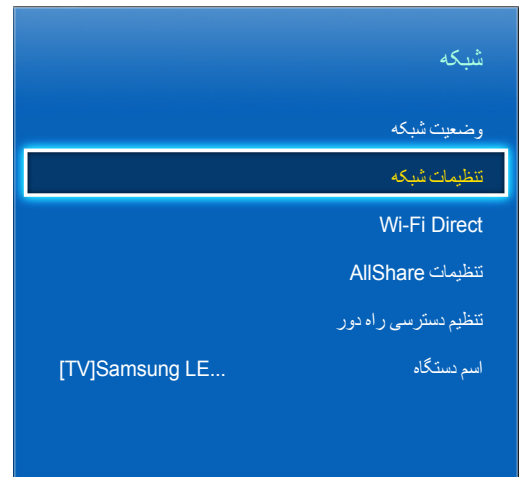 شبکه
وضعیت شبکه
تنظیمات شبکه
Wi-Fi Direct
تنظیمات AllShare
تنظیم دسترسی راه دور
اسم دستگاه [TV]Samsung LE...